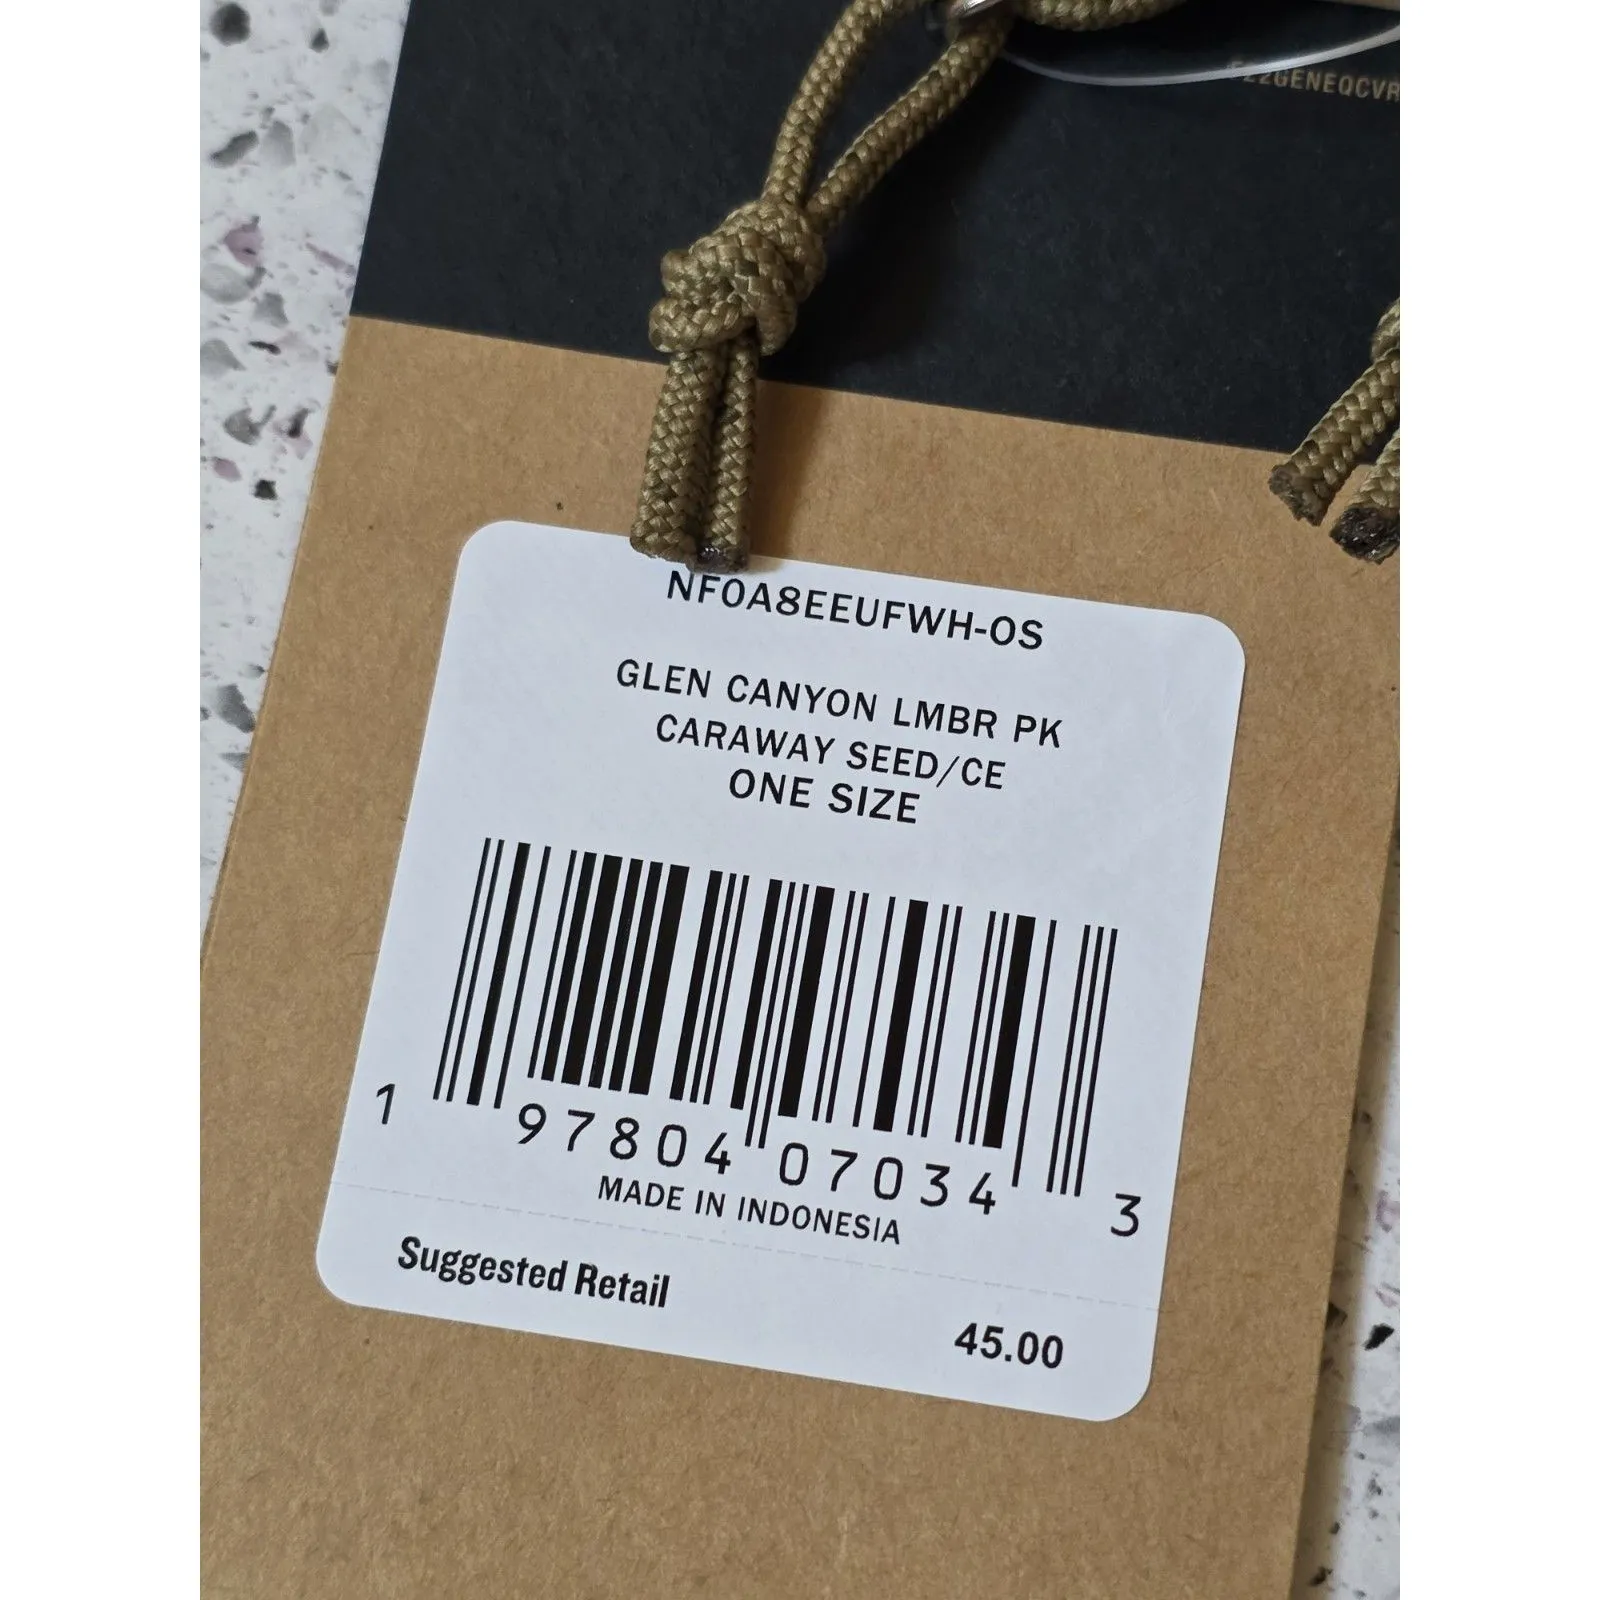 NF0A8EEUFWH-OS
GLEN CANYON LMBR PK
CARAWAY SEED/CE
ONE SIZE
1 97804 07034 3
MADE IN INDONESIA
Suggested Retail
45.00